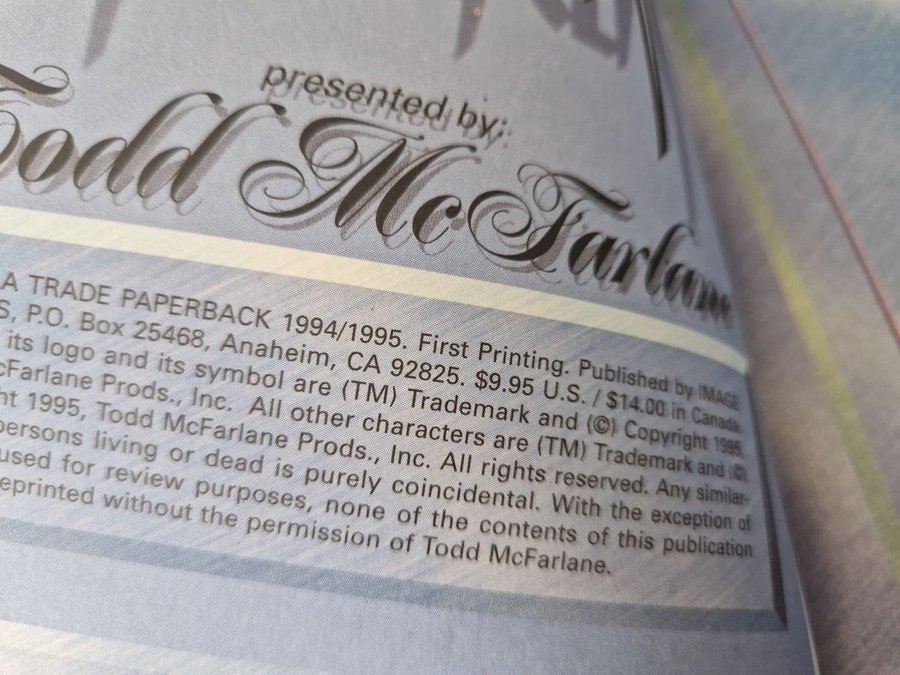 presented by:
Todd McFarlane
A TRADE PAPERBACK 1994/1995. First Printing. Published by IMAGE
S, P.O. Box 25468, Anaheim, CA 92825. $9.95 U.S. / $14.00 in Canada.
its logo and its symbol are (TM) Trademark and (©) Copyright 1995,
cFarlane Prods., Inc. All other characters are (TM) Trademark and (©)
nt 1995, Todd McFarlane Prods., Inc. All rights reserved. Any similar-
persons living or dead is purely coincidental. With the exception of
used for review purposes, none of the contents of this publication
eprinted without the permission of Todd McFarlane.